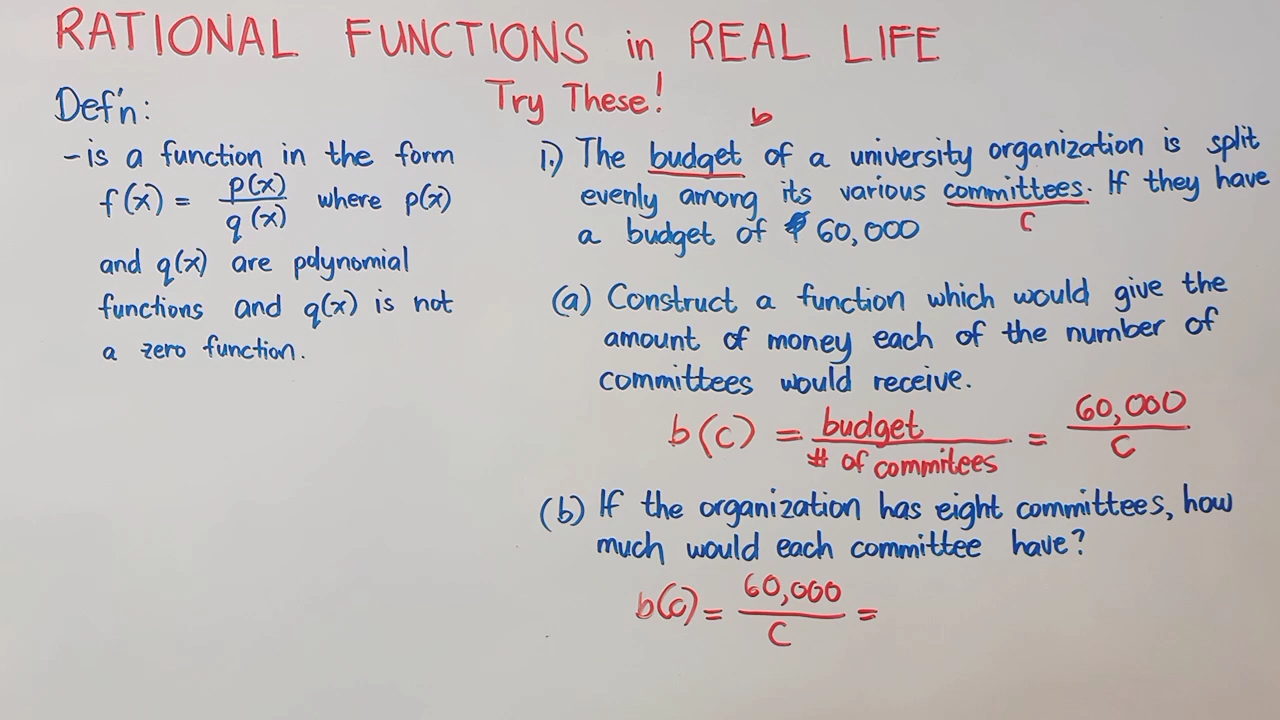 RATIONAL FUNCTIONS in REAL LIFE
Def'n:
- is a function in the form
f(x) = p(x)/q(x) where p(x)
and q(x) are polynomial
functions and q(x) is not
a zero function.
Try These!
b
1.) The budget of a university organization is split
evenly among its various committees. If they have
c
a budget of ₱60,000
(a) Construct a function which would give the
amount of money each of the number of
committees would receive.
b(c) = budget/# of commitees = 60,000/c
(b) If the organization has eight committees, how
much would each committee have?
b(c) = 60,000/c =